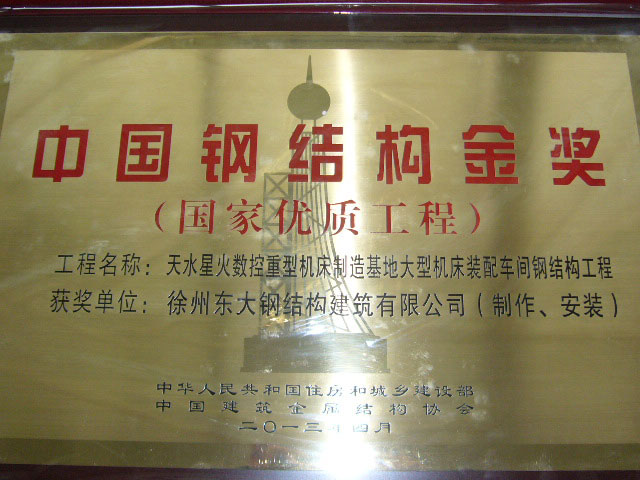 中国钢结构金奖
(国家优质工程)
工程名称：天水星火数控重型机床制造基地大型机床装配车间钢结构工程
获奖单位：徐州东大钢结构建筑有限公司(制作、安装)
中华人民共和国住房和城乡建设部
中国建筑金属结构协会
二〇一三年四月